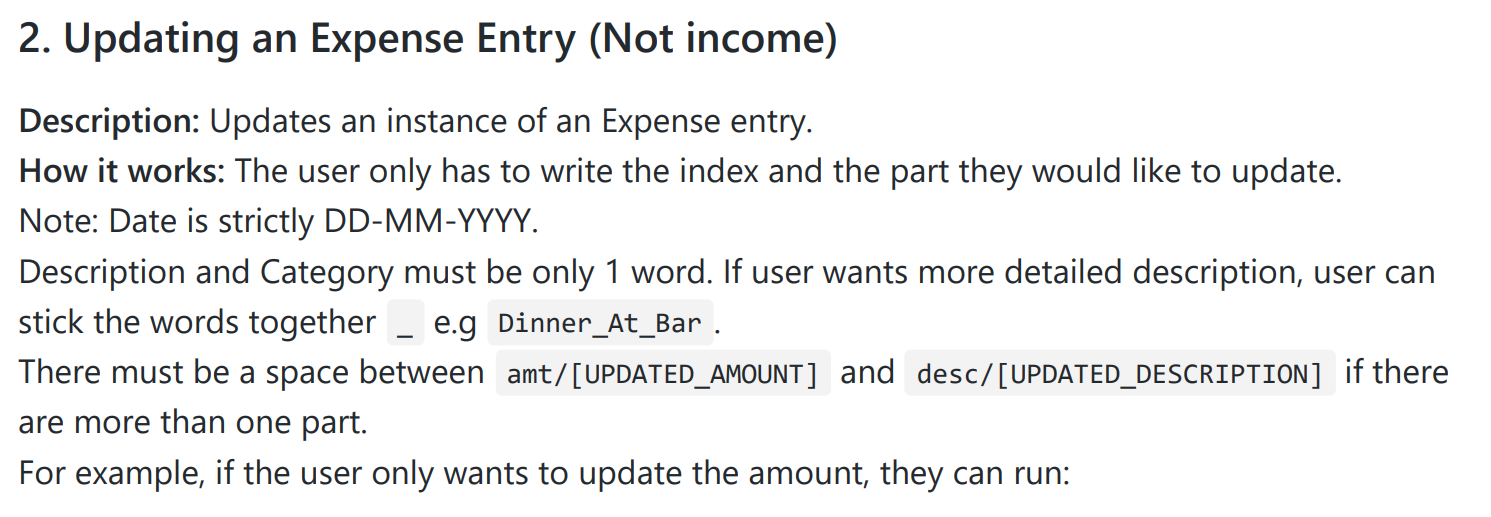 2. Updating an Expense Entry (Not income)
Description: Updates an instance of an Expense entry.
How it works: The user only has to write the index and the part they would like to update.
Note: Date is strictly DD-MM-YYYY.
Description and Category must be only 1 word. If user wants more detailed description, user can
stick the words together _ e.g Dinner_At_Bar.
There must be a space between amt/[UPDATED_AMOUNT] and desc/[UPDATED_DESCRIPTION] if there
are more than one part.
For example, if the user only wants to update the amount, they can run: